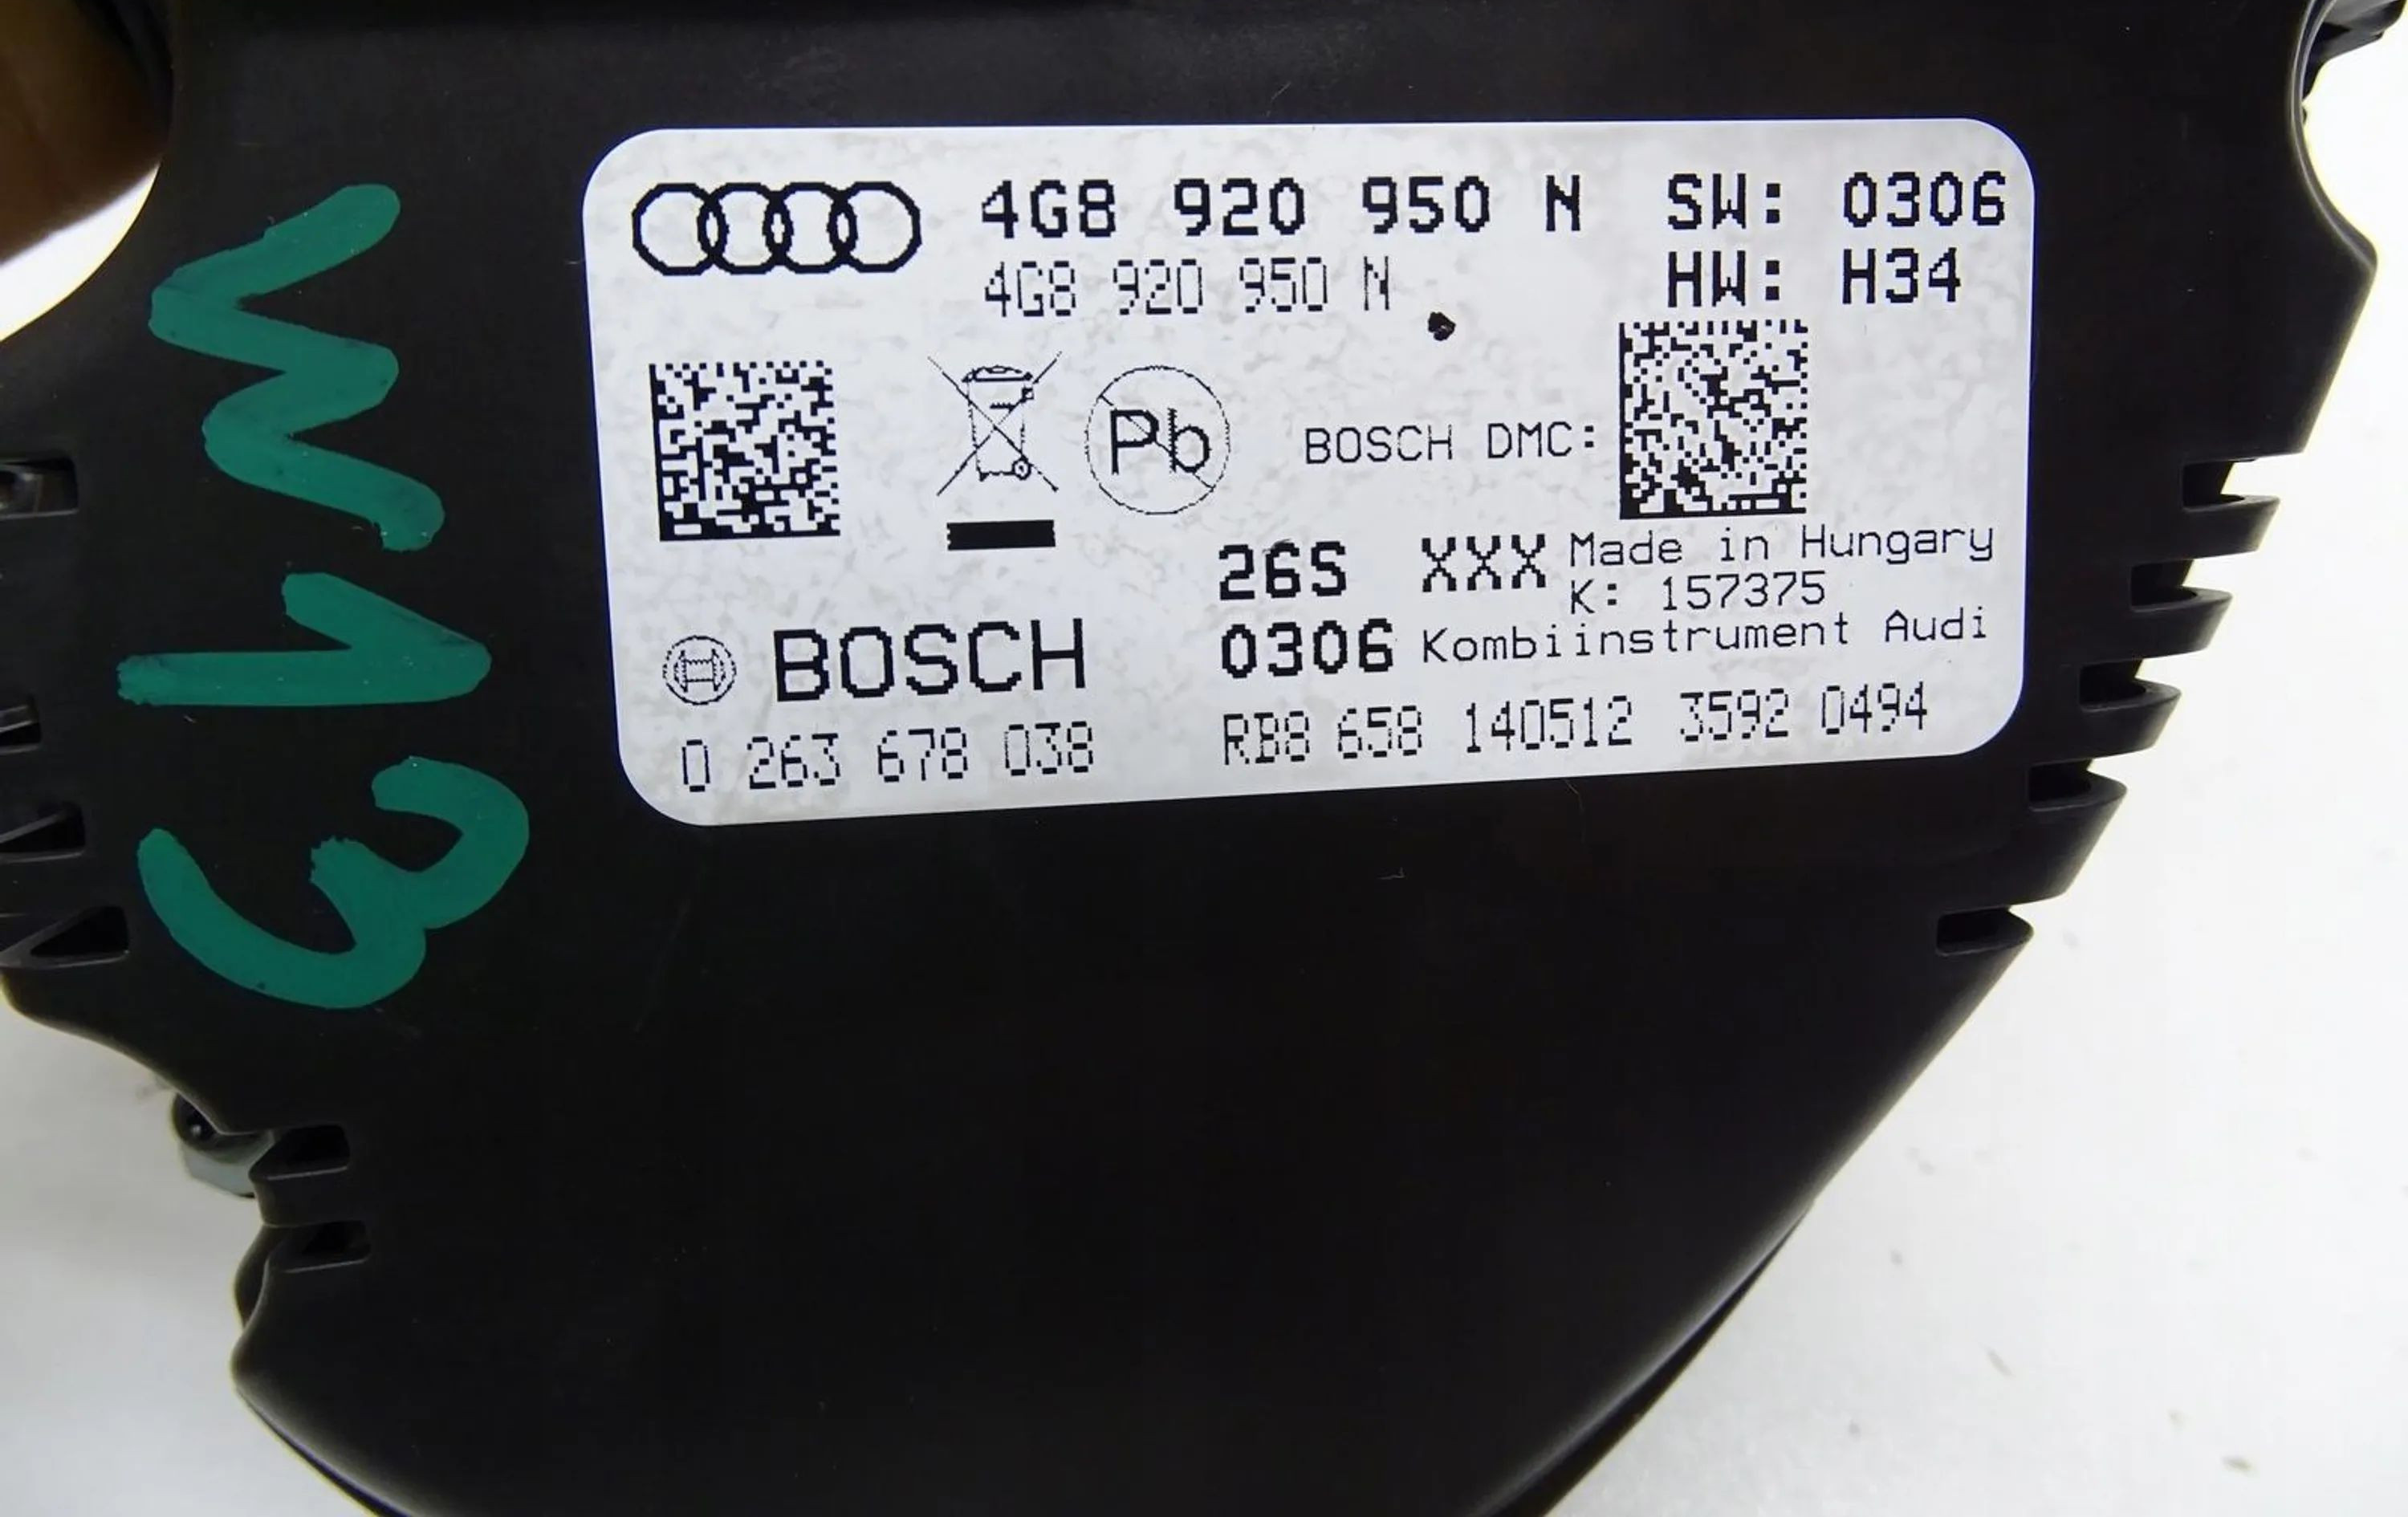 4G8 920 950 N SW: 0306
4G8 920 950 N HW: H34
Pb BOSCH DMC:
26S XXX Made in Hungary
K: 157375
BOSCH 0306 Kombiinstrument Audi
0 263 678 038 RB8 658 140512 3592 0494
W13